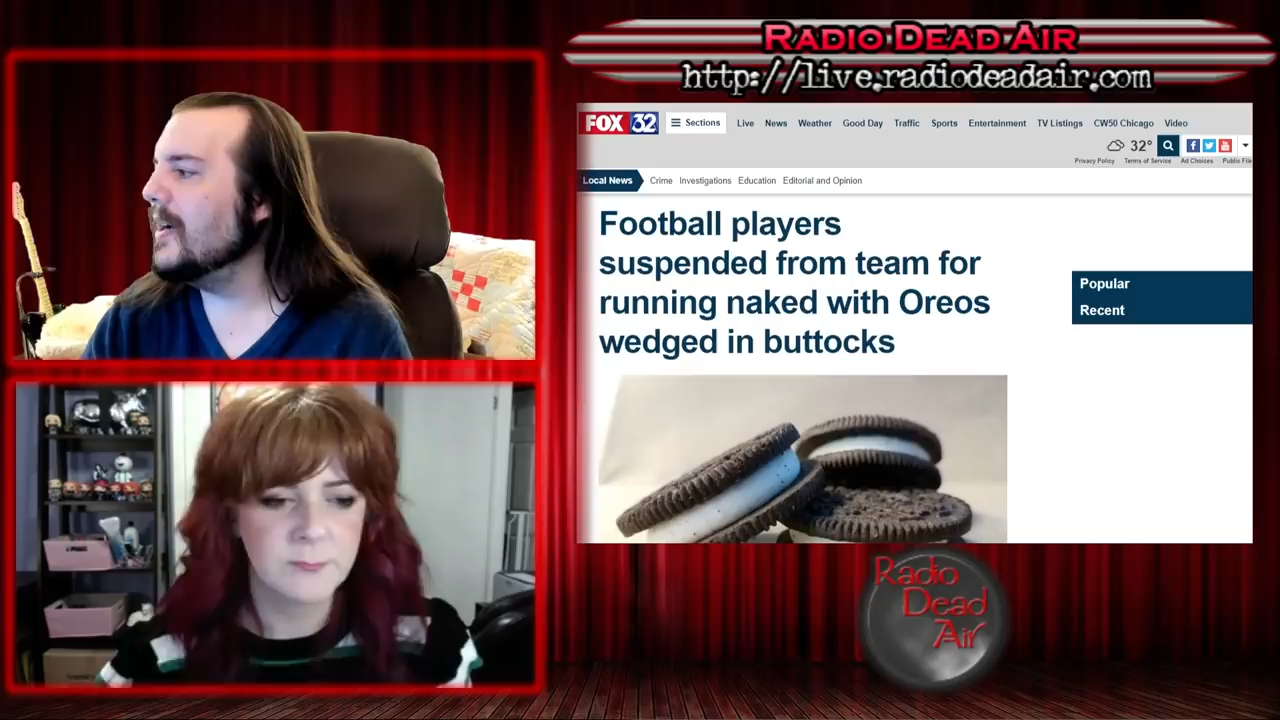 Radio Dead Air
http://live.radiodeadair.com
FOX 32
Sections
Live
News
Weather
Good Day
Traffic
Sports
Entertainment
TV Listings
CW50 Chicago
Video
32°
Privacy Policy
Terms of Service
Ad Choices
Public File
Local News
Crime
Investigations
Education
Editorial and Opinion
Football players
suspended from team for
running naked with Oreos
wedged in buttocks
Popular
Recent
Radio
Dead
Air